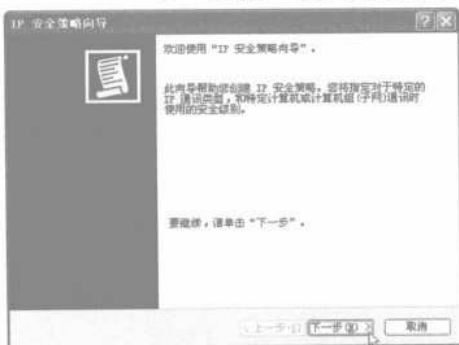 IP 安全策略向导
欢迎使用“IP 安全策略向导”。
此向导帮助您创建 IP 安全策略。您将指定对于特定的
IP 通讯类型，和特定计算机或计算机组(子网)通讯时
使用的安全级别。
要继续，请单击“下一步”。
<上一步(B) 下一步(N) > 取消